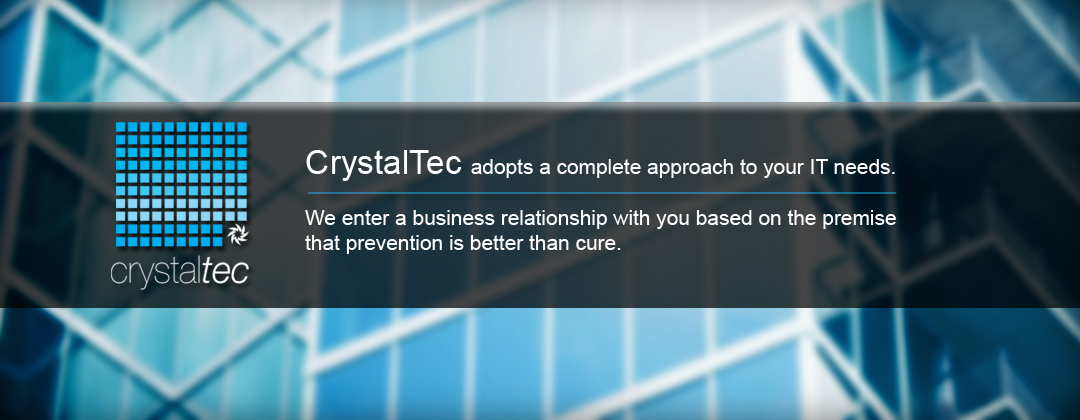 CrystalTec adopts a complete approach to your IT needs.
We enter a business relationship with you based on the premise
that prevention is better than cure.
crystaltec